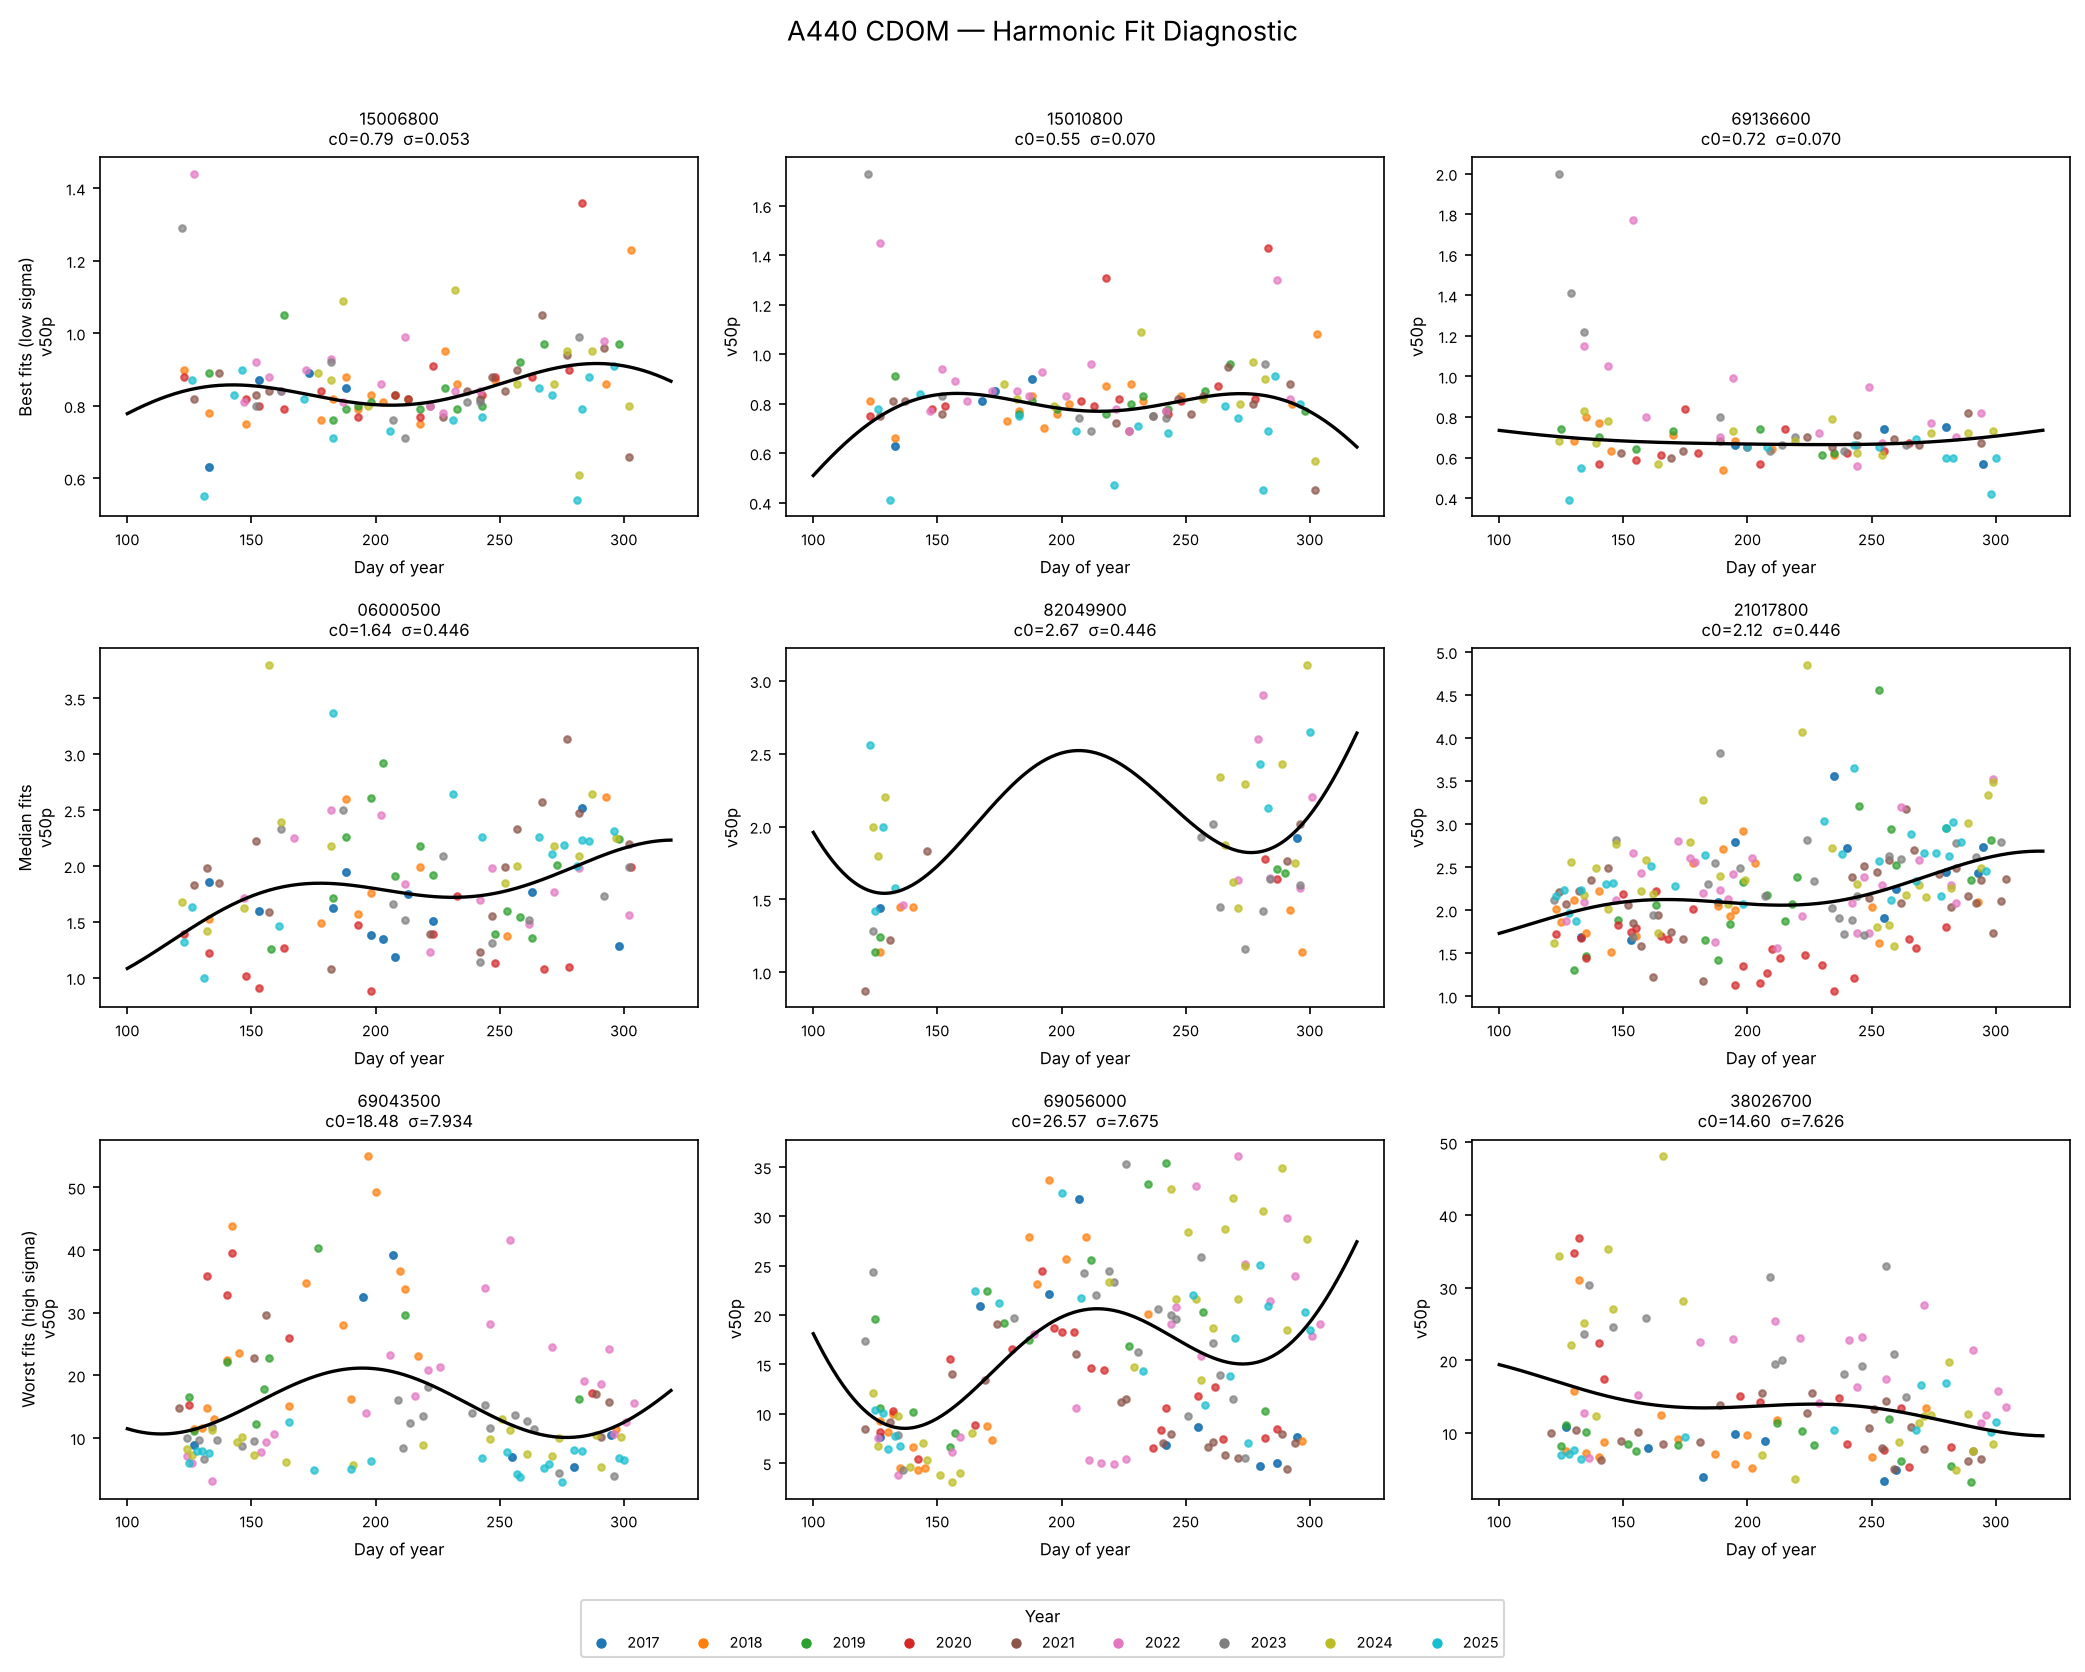 A440 CDOM — Harmonic Fit Diagnostic
15006800
c0=0.79 σ=0.053
Best fits (low sigma)
v50p
1.4
1.2
1.0
0.8
0.6
100 150 200 250 300
Day of year
15010800
c0=0.55 σ=0.070
v50p
1.6
1.4
1.2
1.0
0.8
0.6
0.4
100 150 200 250 300
Day of year
69136600
c0=0.72 σ=0.070
v50p
2.0
1.8
1.6
1.4
1.2
1.0
0.8
0.6
0.4
100 150 200 250 300
Day of year
06000500
c0=1.64 σ=0.446
Median fits
v50p
3.5
3.0
2.5
2.0
1.5
1.0
100 150 200 250 300
Day of year
82049900
c0=2.67 σ=0.446
v50p
3.0
2.5
2.0
1.5
1.0
100 150 200 250 300
Day of year
21017800
c0=2.12 σ=0.446
v50p
5.0
4.5
4.0
3.5
3.0
2.5
2.0
1.5
1.0
100 150 200 250 300
Day of year
69043500
c0=18.48 σ=7.934
Worst fits (high sigma)
v50p
50
40
30
20
10
100 150 200 250 300
Day of year
69056000
c0=26.57 σ=7.675
v50p
35
30
25
20
15
10
5
100 150 200 250 300
Day of year
38026700
c0=14.60 σ=7.626
v50p
50
40
30
20
10
100 150 200 250 300
Day of year
Year
2017 2018 2019 2020 2021 2022 2023 2024 2025